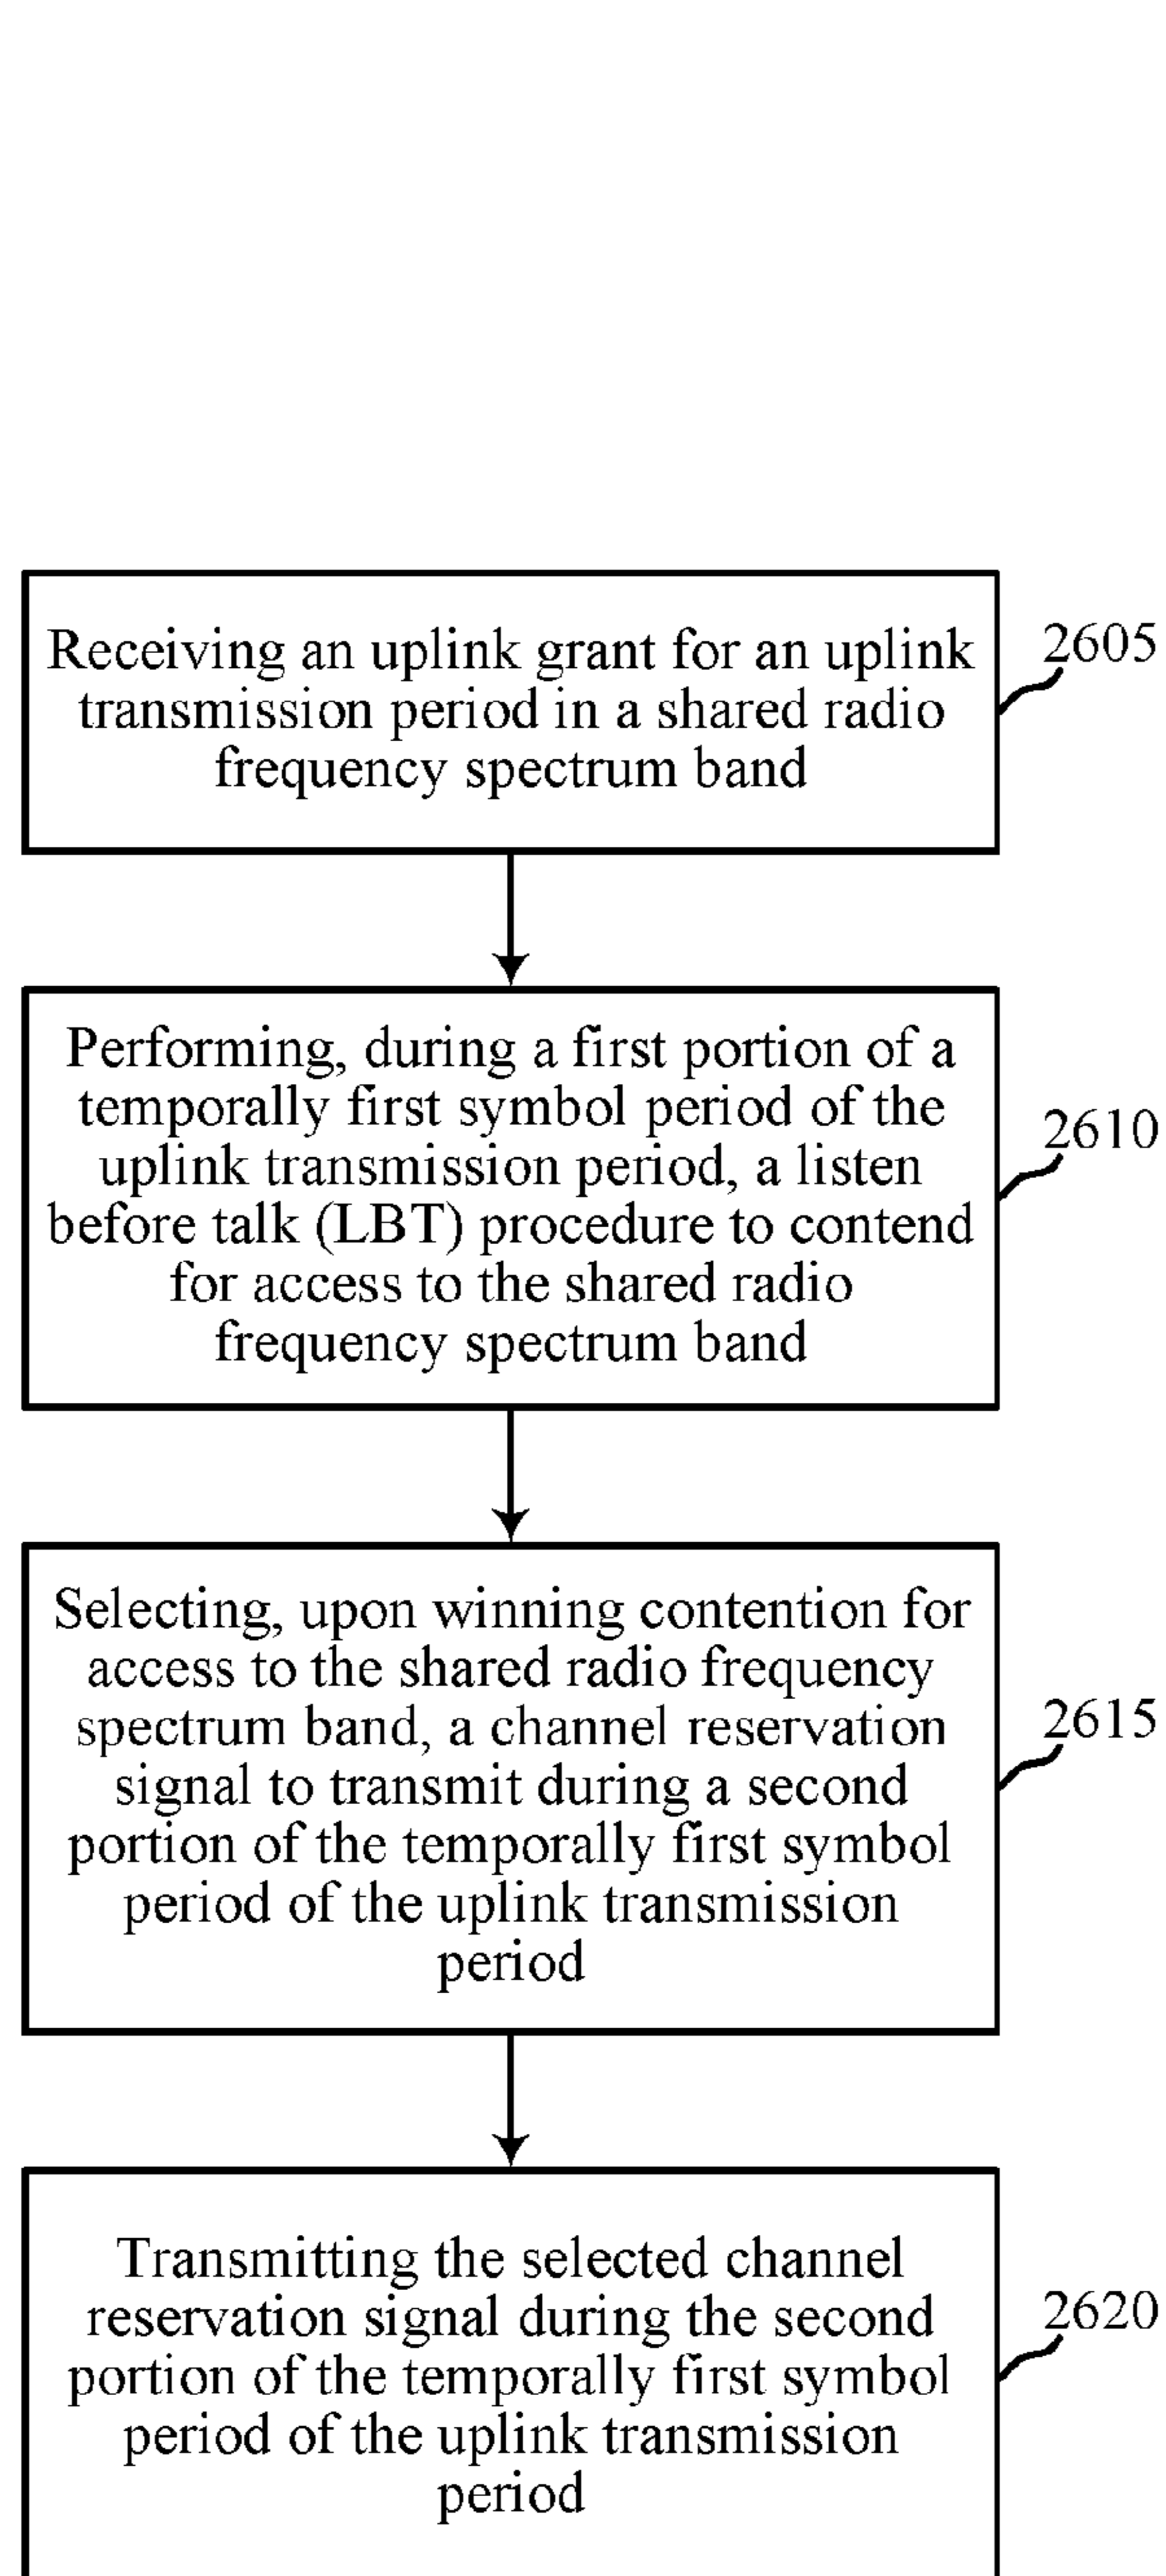 Receiving an uplink grant for an uplink
transmission period in a shared radio
frequency spectrum band
2605
Performing, during a first portion of a
temporally first symbol period of the
uplink transmission period, a listen
before talk (LBT) procedure to contend
for access to the shared radio
frequency spectrum band
2610
Selecting, upon winning contention for
access to the shared radio frequency
spectrum band, a channel reservation
signal to transmit during a second
portion of the temporally first symbol
period of the uplink transmission
period
2615
Transmitting the selected channel
reservation signal during the second
portion of the temporally first symbol
period of the uplink transmission
period
2620